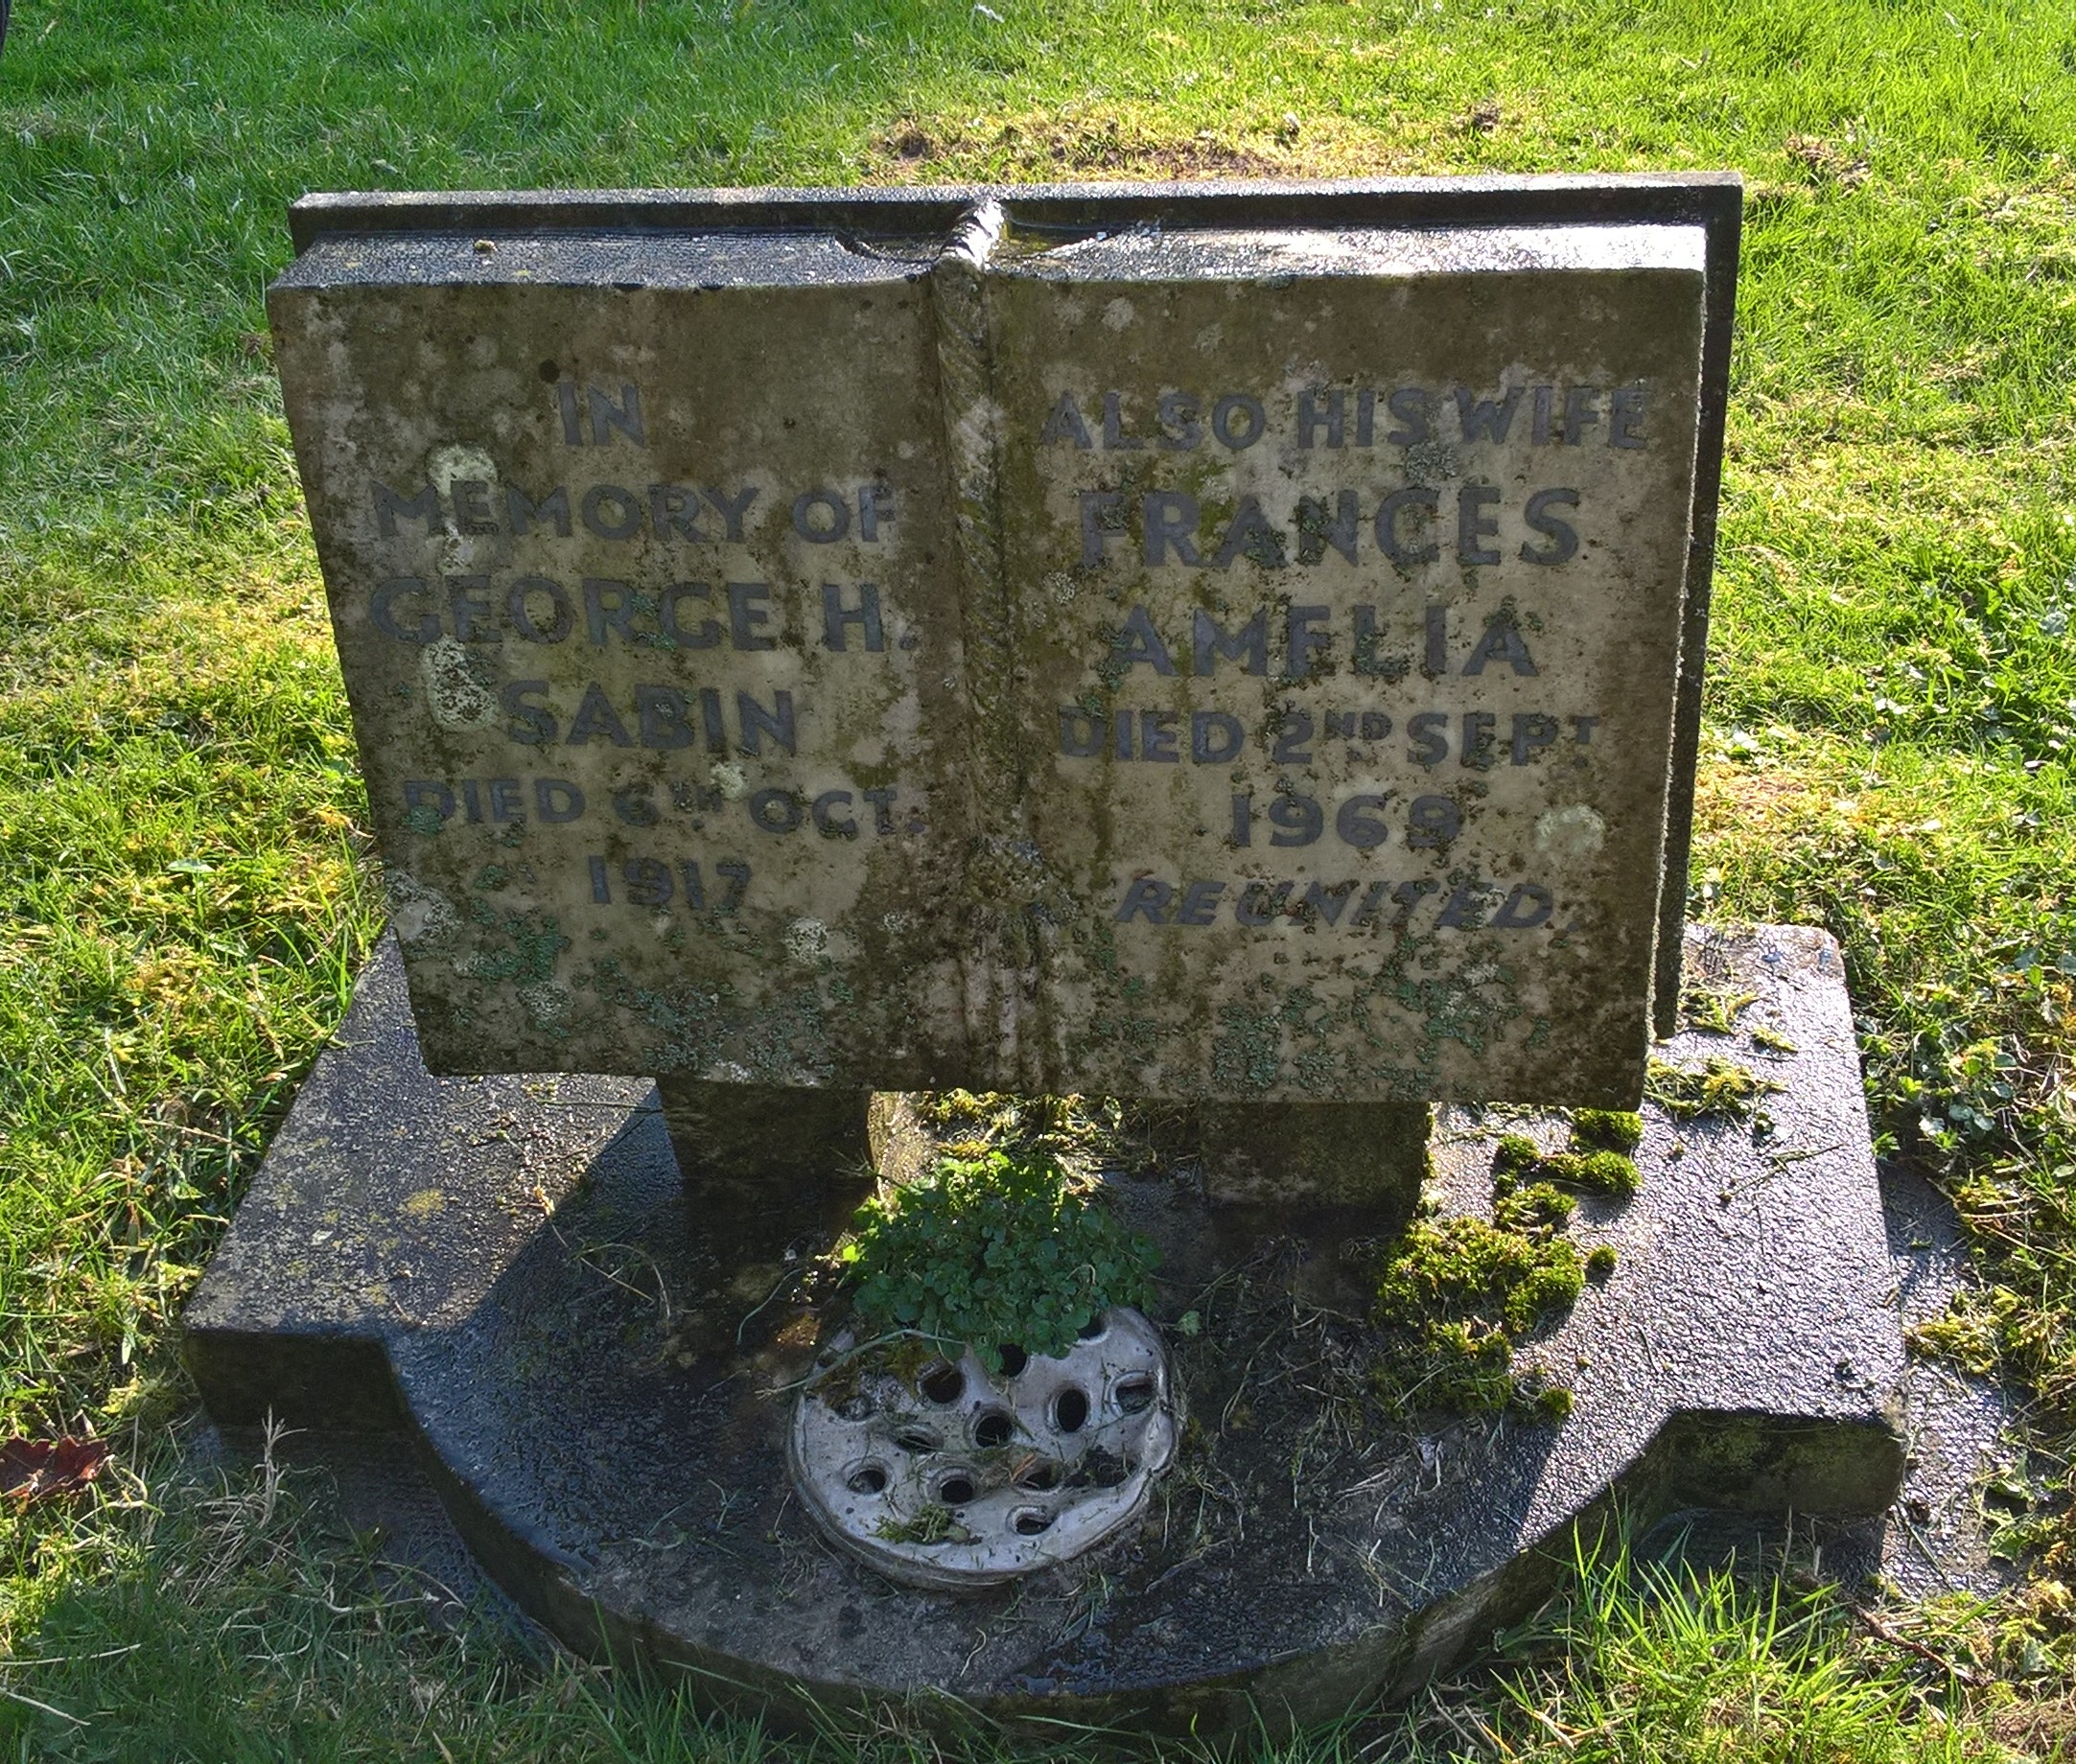 IN
MEMORY OF
GEORGE H.
SABIN
DIED 6TH OCT.
1917
ALSO HIS WIFE
FRANCES
AMELIA
DIED 2ND SEPT
1969
REUNITED.